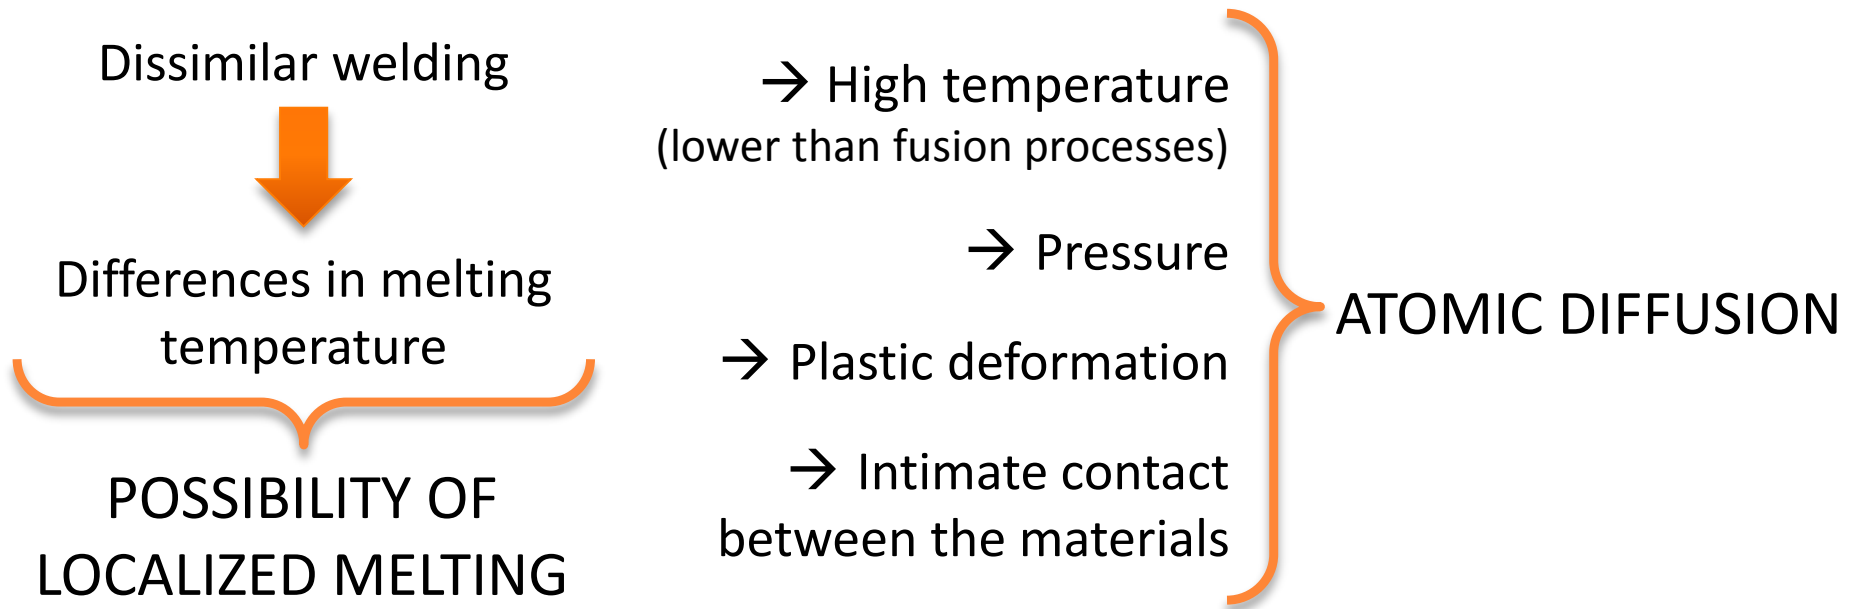 Dissimilar welding
Differences in melting
temperature
POSSIBILITY OF
LOCALIZED MELTING
→ High temperature
(lower than fusion processes)
→ Pressure
→ Plastic deformation
→ Intimate contact
between the materials
ATOMIC DIFFUSION